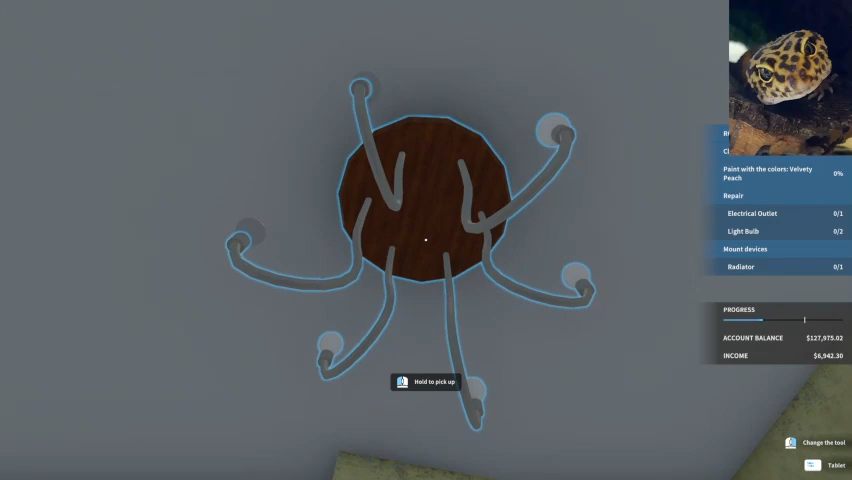 Paint with the colors: Velvety 0%
Peach
Repair
Electrical Outlet 0/1
Light Bulb 0/2
Mount devices
Radiator 0/1
PROGRESS
ACCOUNT BALANCE $127,975.02
INCOME $6,942.30
Hold to pick up
Change the tool
Tablet